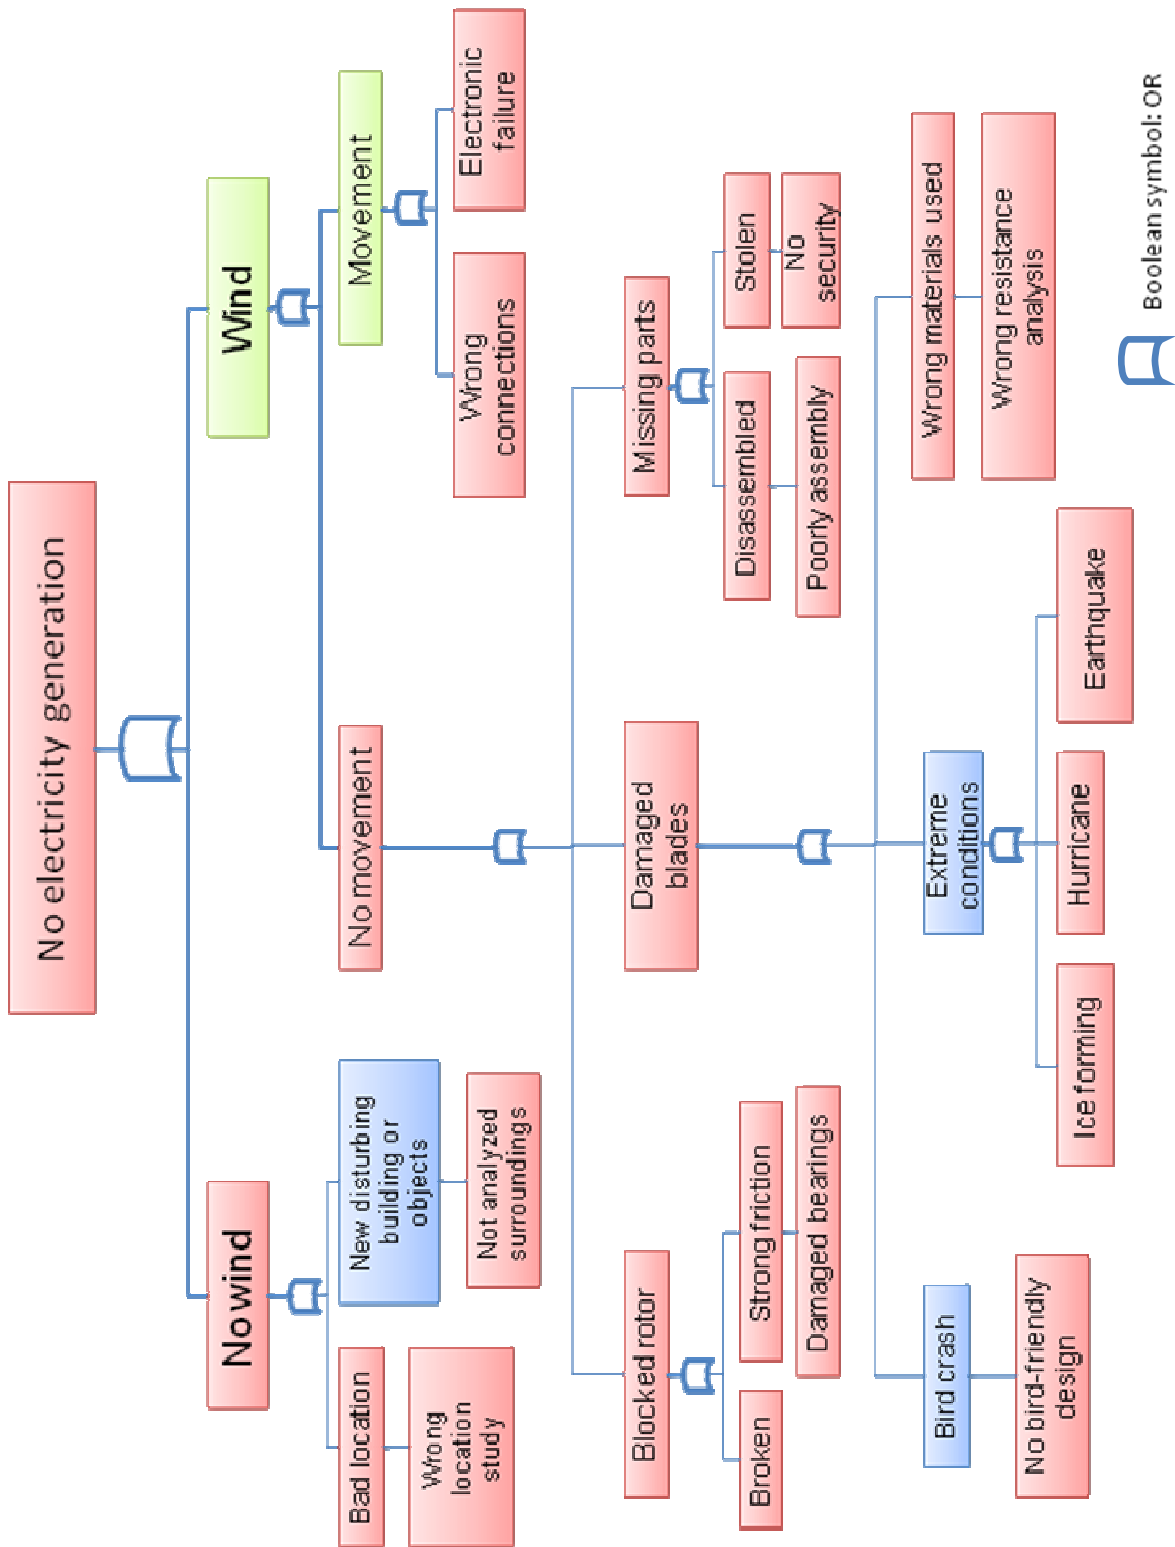 No electricity generation
No wind
Wind
Bad location
New disturbing
building or
objects
No movement
Movement
Wrong
location
study
Not analyzed
surroundings
Wrong
connections
Electronic
failure
Blocked rotor
Damaged
blades
Missing parts
Broken
Strong friction
Disassembled
Stolen
Damaged bearings
Poorly assembly
No
security
Bird crash
Extreme
conditions
Wrong materials used
No bird-friendly
design
Wrong resistance
analysis
Ice forming
Hurricane
Earthquake
Boolean symbol: OR